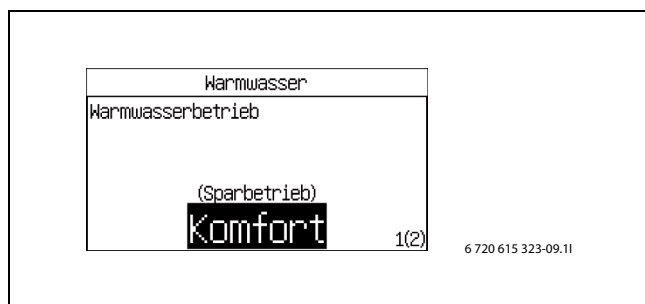 Warmwasser
Warmwasserbetrieb
(Sparbetrieb)
Komfort
1(2)
6 720 615 323-09.1I